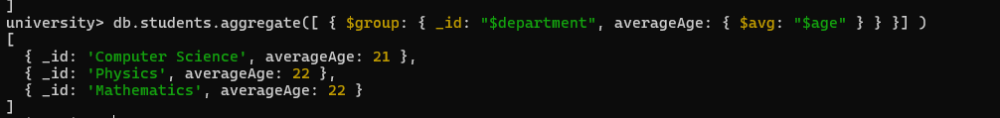 ]
university> db.students.aggregate([ { $group: { _id: "$department", averageAge: { $avg: "$age" } } }] )
[
  { _id: 'Computer Science', averageAge: 21 },
  { _id: 'Physics', averageAge: 22 },
  { _id: 'Mathematics', averageAge: 22 }
]